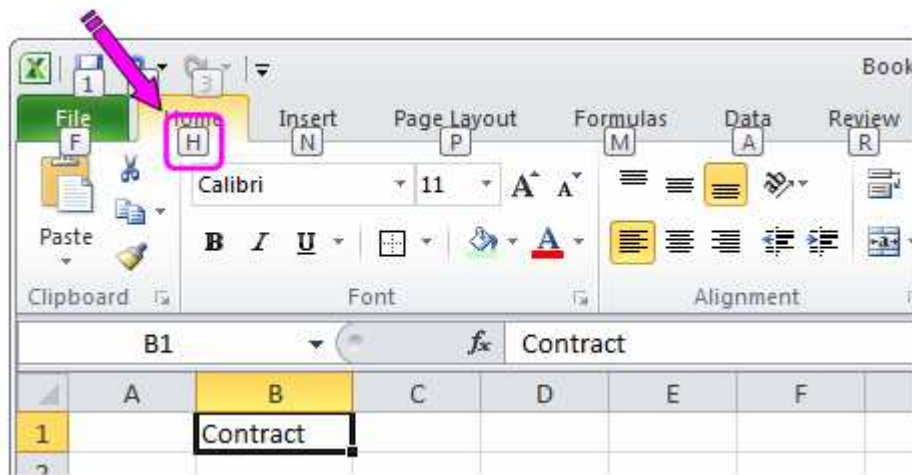 Book
1 3
File Home Insert Page Layout Formulas Data Review
F H N P M A R
Calibri 11 A A
Paste B I U A
Clipboard Font Alignment
B1 fx Contract
A B C D E F
1 Contract
2